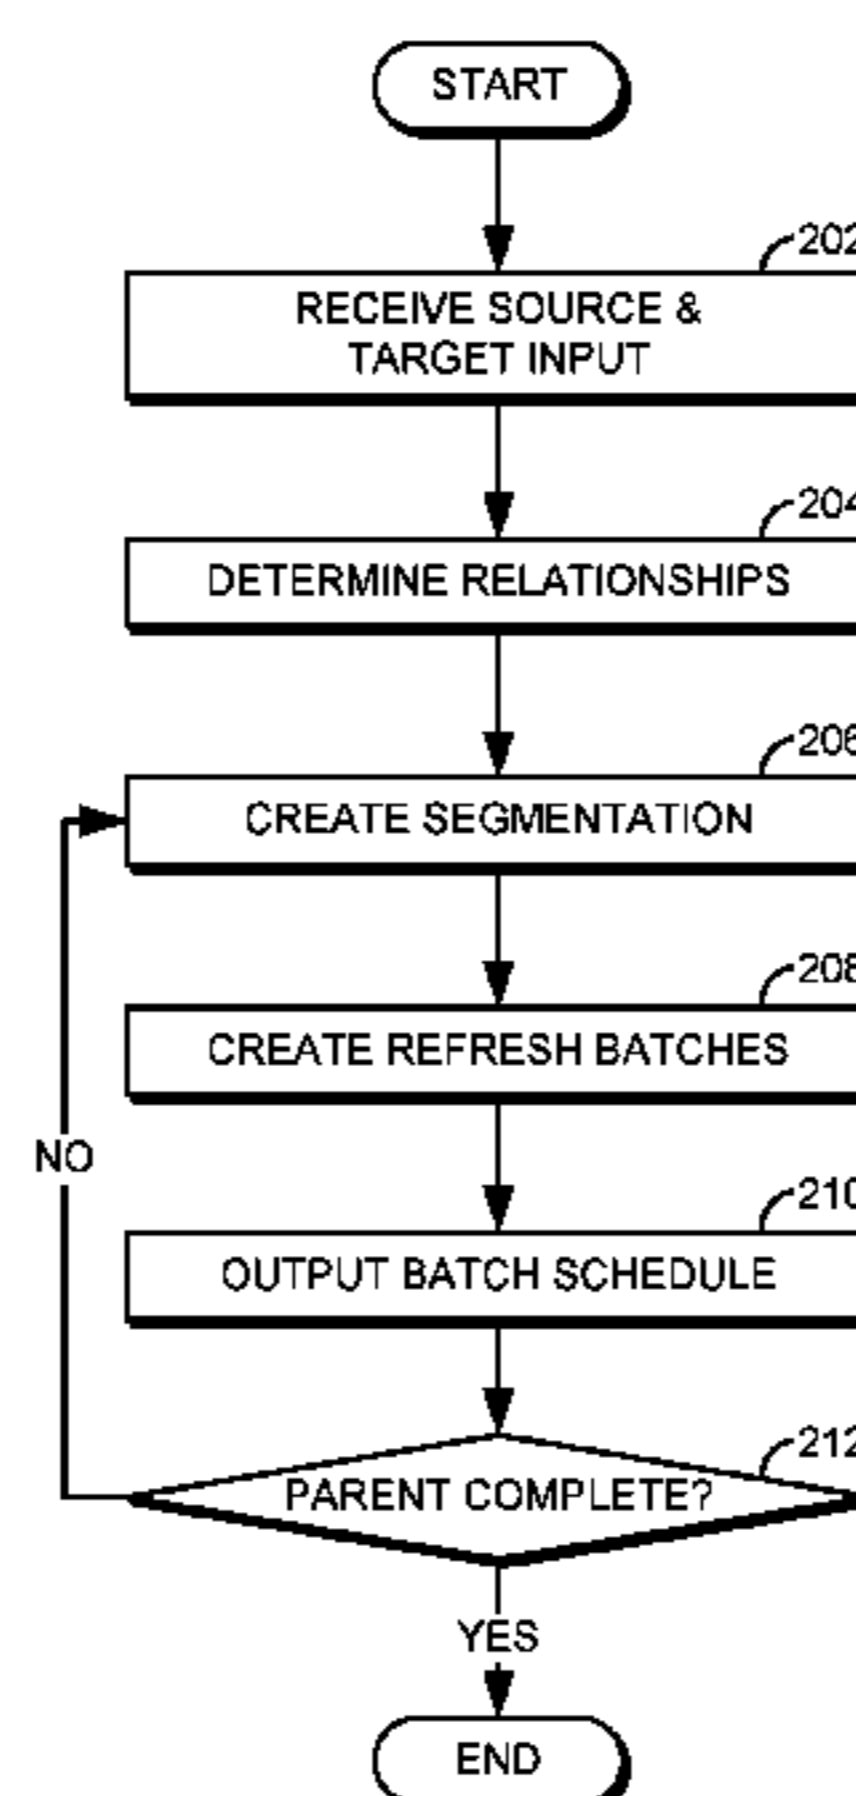 START
202
RECEIVE SOURCE &
TARGET INPUT
204
DETERMINE RELATIONSHIPS
206
CREATE SEGMENTATION
208
CREATE REFRESH BATCHES
NO
210
OUTPUT BATCH SCHEDULE
212
PARENT COMPLETE?
YES
END